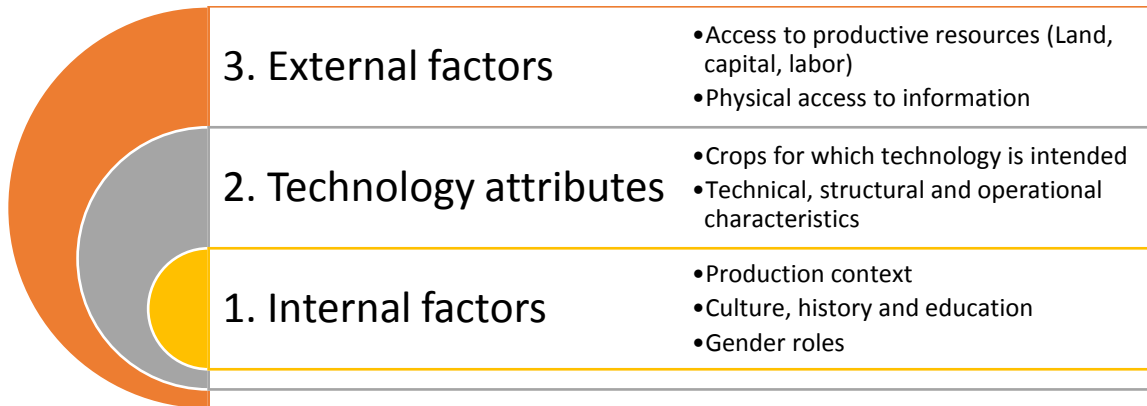 3. External factors
•Access to productive resources (Land,
capital, labor)
•Physical access to information
2. Technology attributes
•Crops for which technology is intended
•Technical, structural and operational
characteristics
1. Internal factors
•Production context
•Culture, history and education
•Gender roles